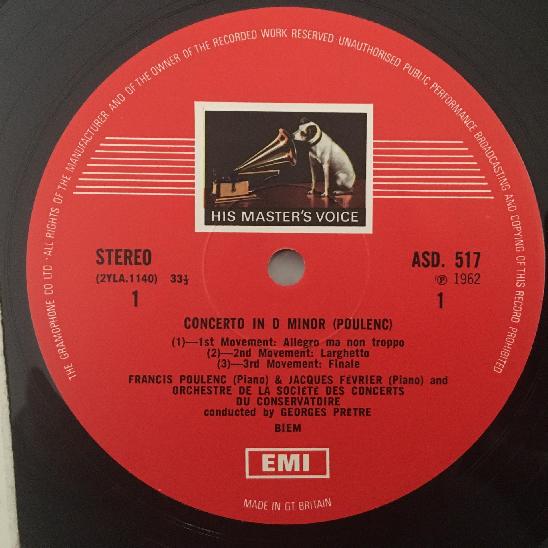 THE GRAMOPHONE CO LTD · ALL RIGHTS OF THE MANUFACTURER AND OF THE OWNER OF THE RECORDED WORK RESERVED · UNAUTHORISED PUBLIC PERFORMANCE BROADCASTING AND COPYING OF THIS RECORD PROHIBITED
HIS MASTER'S VOICE
STEREO
(2YLA.1140) 33⅓
1
ASD. 517
Ⓟ 1962
1
CONCERTO IN D MINOR (POULENC)
(1)—1st Movement: Allegro ma non troppo
(2)—2nd Movement: Larghetto
(3)—3rd Movement: Finale
FRANCIS POULENC (Piano) & JACQUES FÉVRIER (Piano) and
ORCHESTRE DE LA SOCIÉTÉ DES CONCERTS
DU CONSERVATOIRE
conducted by GEORGES PRÊTRE
BIEM
EMI
MADE IN GT BRITAIN